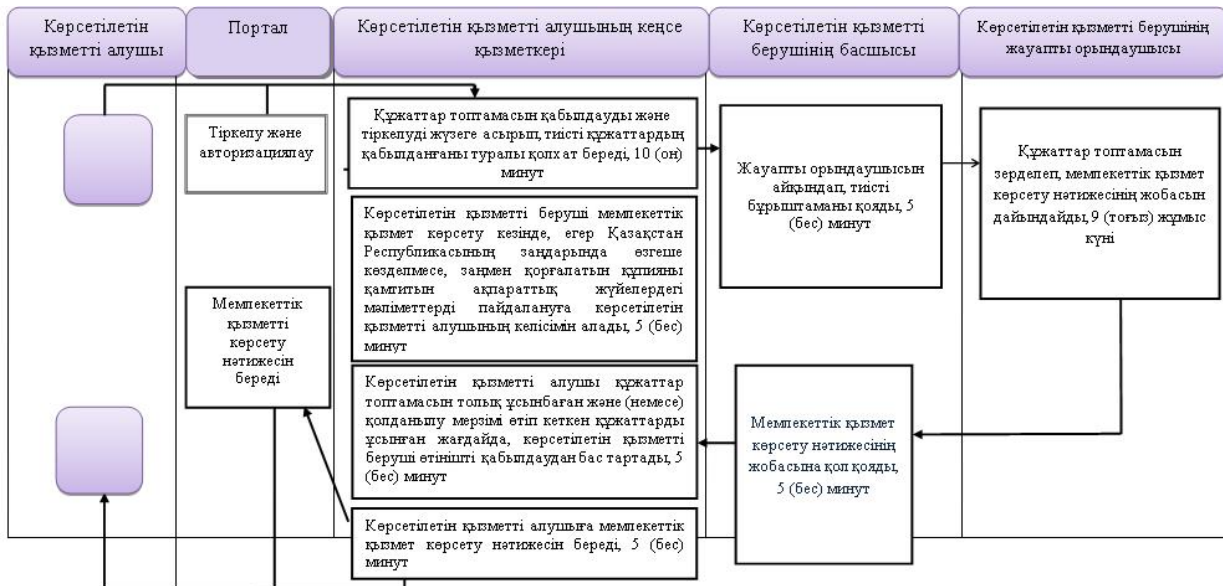 Көрсетілетін
қызметті алушы
Портал
Көрсетілетін қызметті алушының кеңсе
қызметкері
Көрсетілетін қызметті
берушінің басшысы
Көрсетілетін қызметті берушінің
жауапты орындаушысы
Тіркелу және
авторизациялау
Құжаттар топтамасын қабылдауды және
тіркелуді жүзеге асырып, тиісті құжаттардың
қабылданғаны туралы қолхат береді, 10 (он)
минут
Жауапты орындаушысын
айқындап, тиісті
бұрыштаманы қояды, 5
(бес) минут
Құжаттар топтамасын
зерделеп, мемлекеттік қызмет
көрсету нәтижесінің жобасын
дайындайды, 9 (тоғыз) жұмыс
күні
Көрсетілетін қызметті беруші мемлекеттік
қызмет көрсету кезінде, егер Қазақстан
Республикасының заңдарында өзгеше
көзделмесе, заңмен қорғалатын құпияны
қамтитын ақпараттық жүйелердегі
мәліметтерді пайдалануға көрсетілетін
қызметті алушының келісімін алады, 5 (бес)
минут
Мемлекеттік
қызметті
көрсету
нәтижесін
береді
Көрсетілетін қызметті алушы құжаттар
топтамасын толық ұсынбаған және (немесе)
қолданылу мерзімі өтіп кеткен құжаттарды
ұсынған жағдайда, көрсетілетін қызметті
беруші өтінішті қабылдаудан бас тартады, 5
(бес) минут
Мемлекеттік қызмет
көрсету нәтижесінің
жобасына қол қояды,
5 (бес) минут
Көрсетілетін қызметті алушыға мемлекеттік
қызмет көрсету нәтижесін береді, 5 (бес)
минут